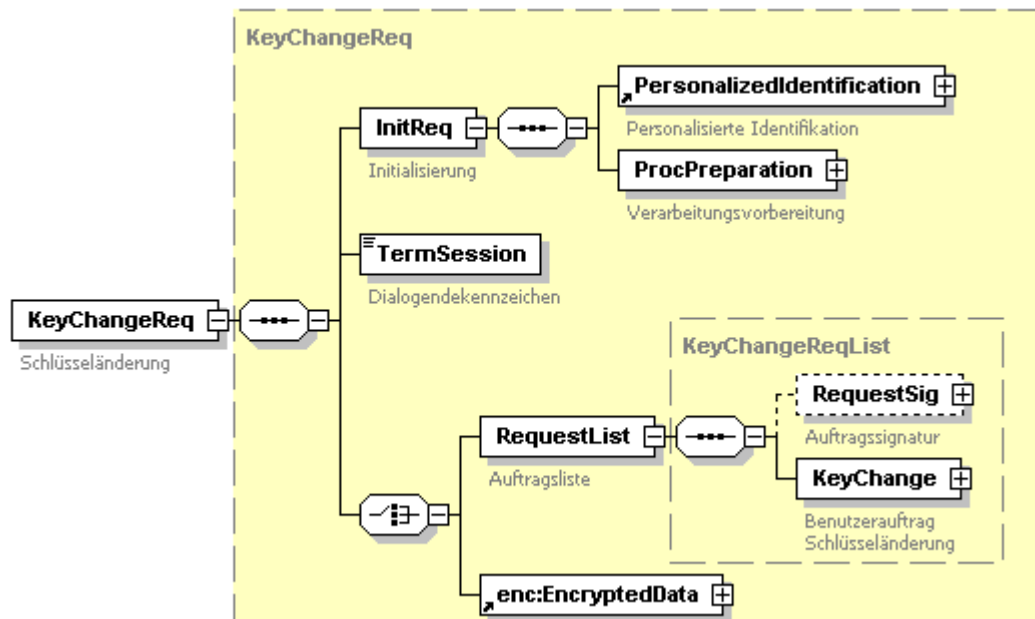 KeyChangeReq
PersonalizedIdentification
Personalisierte Identifikation
InitReq
Initialisierung
ProcPreparation
Verarbeitungsvorbereitung
TermSession
Dialogendekennzeichen
KeyChangeReq
Schlüsseländerung
KeyChangeReqList
RequestSig
Auftragssignatur
RequestList
Auftragsliste
KeyChange
Benutzerauftrag
Schlüsseländerung
enc:EncryptedData